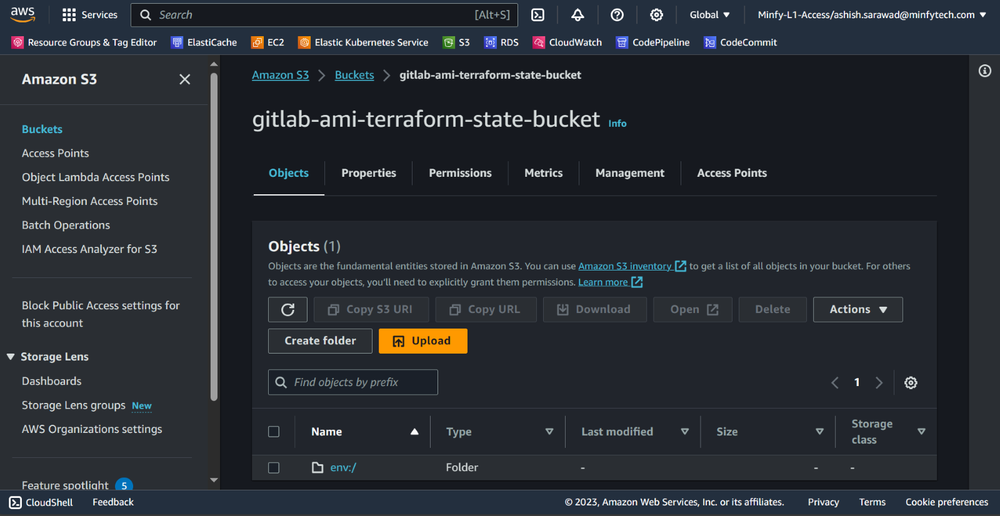 aws
Services
Search [Alt+S]
Global
Minfy-L1-Access/ashish.sarawad@minfytech.com
Resource Groups & Tag Editor
ElastiCache
EC2
Elastic Kubernetes Service
S3
RDS
CloudWatch
CodePipeline
CodeCommit
Amazon S3
Buckets
Access Points
Object Lambda Access Points
Multi-Region Access Points
Batch Operations
IAM Access Analyzer for S3
Block Public Access settings for
this account
Storage Lens
Dashboards
Storage Lens groups New
AWS Organizations settings
Feature spotlight 5
Amazon S3 > Buckets > gitlab-ami-terraform-state-bucket
gitlab-ami-terraform-state-bucket Info
Objects
Properties
Permissions
Metrics
Management
Access Points
Objects (1)
Objects are the fundamental entities stored in Amazon S3. You can use Amazon S3 inventory to get a list of all objects in your bucket. For others
to access your objects, you'll need to explicitly grant them permissions. Learn more
Copy S3 URI
Copy URL
Download
Open
Delete
Actions
Create folder
Upload
Find objects by prefix
1
Name
Type
Last modified
Size
Storage
class
env:/
Folder
-
-
-
CloudShell
Feedback
© 2023, Amazon Web Services, Inc. or its affiliates.
Privacy
Terms
Cookie preferences